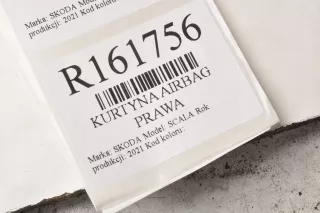 Marka: SKODA Model:
produkcji: 2021 Kod koloru:
R161756
KURTYNA AIRBAG
PRAWA
Marka: SKODA Model: SCALA Rok
produkcji: 2021 Kod koloru: